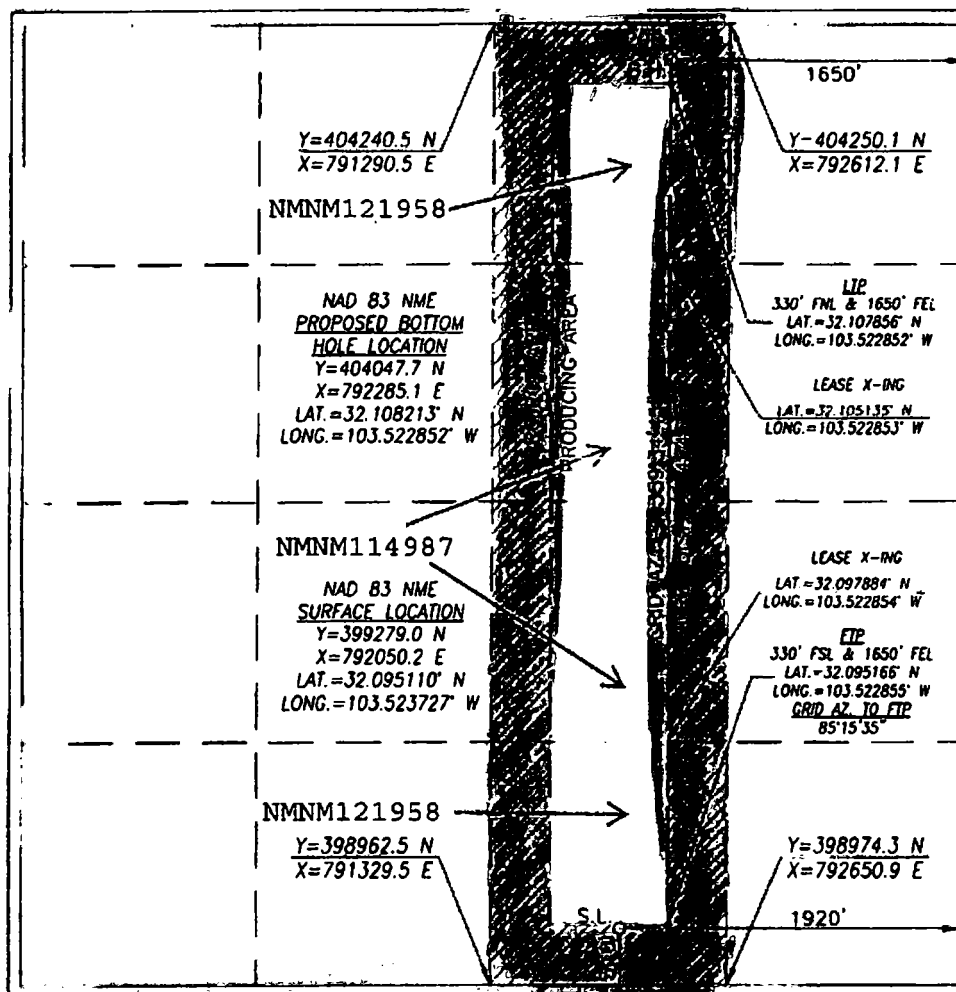 1650'
Y=404240.5 N
X=791290.5 E
Y-404250.1 N
X=792612.1 E
NMNM121958
NAD 83 NME
PROPOSED BOTTOM
HOLE LOCATION
Y=404047.7 N
X=792285.1 E
LAT.=32.108213° N
LONG.=103.522852° W
PRODUCING AREA
LTP
330' FNL & 1650' FEL
LAT.=32.107856° N
LONG.=103.522852° W
LEASE X-ING
LAT.=32.105135° N
LONG.=103.522853° W
NMNM114987
NAD 83 NME
SURFACE LOCATION
Y=399279.0 N
X=792050.2 E
LAT.=32.095110° N
LONG.=103.523727° W
LEASE X-ING
LAT.=32.097884° N
LONG.=103.522854° W
FTP
330' FSL & 1650' FEL
LAT.=32.095166° N
LONG.=103.522855° W
GRID AZ. TO FTP
85°15'35"
NMNM121958
Y=398962.5 N
X=791329.5 E
Y=398974.3 N
X=792650.9 E
S.L.
1920'